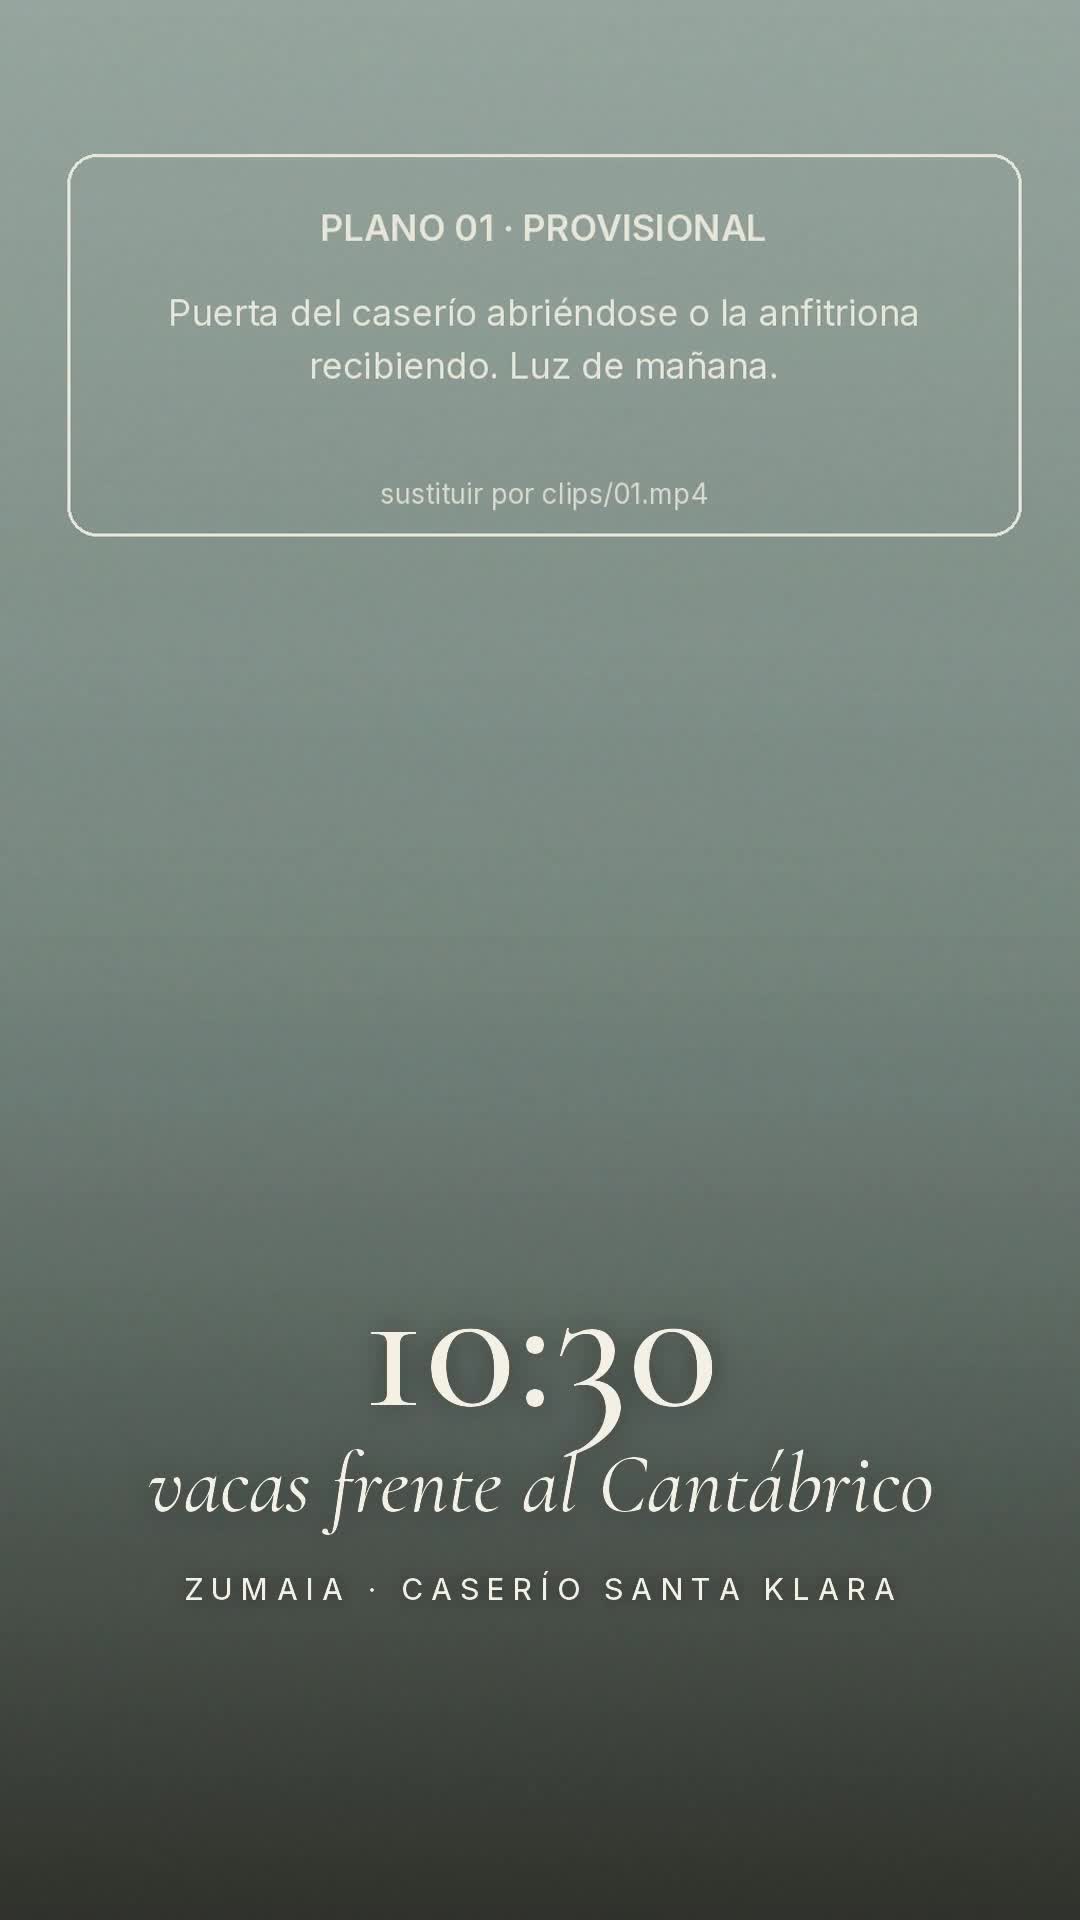 PLANO 01 · PROVISIONAL
Puerta del caserío abriéndose o la anfitriona
recibiendo. Luz de mañana.
sustituir por clips/01.mp4
10:30
vacas frente al Cantábrico
ZUMAIA · CASERÍO SANTA KLARA